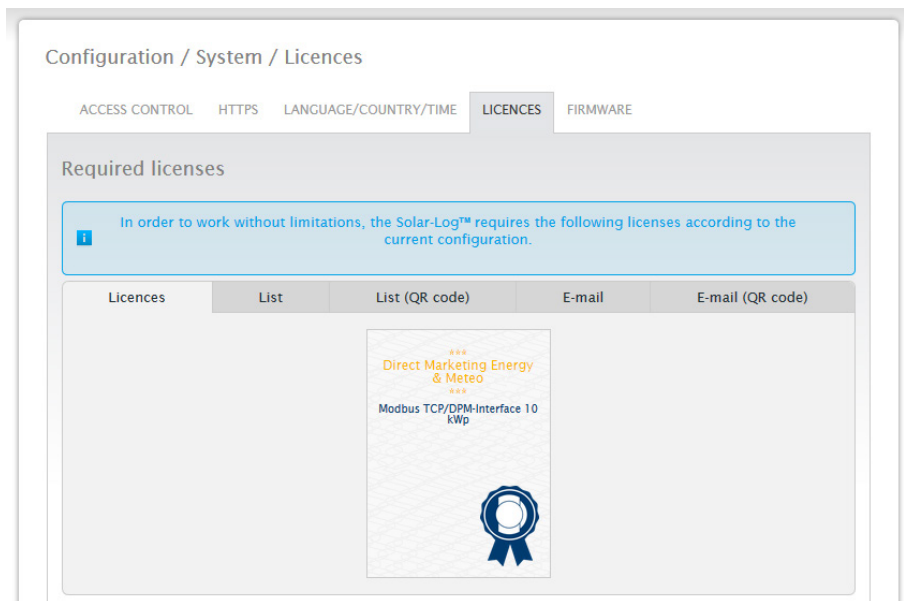 Configuration / System / Licences
ACCESS CONTROL HTTPS LANGUAGE/COUNTRY/TIME LICENCES FIRMWARE
Required licenses
i
In order to work without limitations, the Solar-Log™ requires the following licenses according to the
current configuration.
Licences List List (QR code) E-mail E-mail (QR code)
***
Direct Marketing Energy
& Meteo
***
Modbus TCP/DPM-Interface 10
kWp